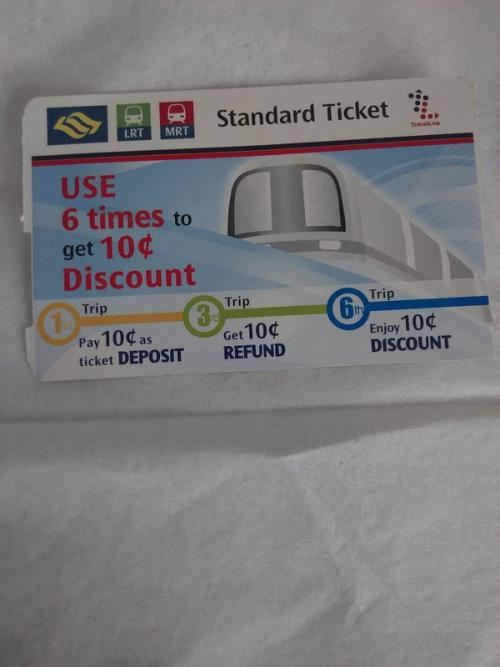 LRT
MRT
Standard Ticket
TransitLink
USE
6 times to
get 10¢
Discount
1st Trip
Pay 10¢ as
ticket DEPOSIT
3rd Trip
Get 10¢
REFUND
6th Trip
Enjoy 10¢
DISCOUNT